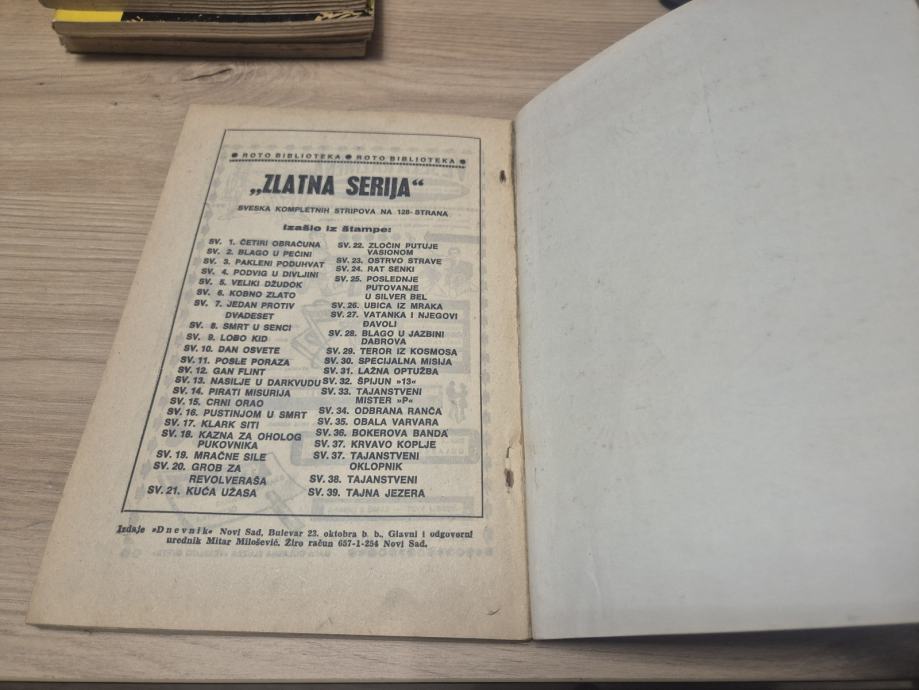 ● ROTO BIBLIOTEKA ● ROTO BIBLIOTEKA ●
„ZLATNA SERIJA“
SVESKA KOMPLETNIH STRIPOVA NA 128- STRANA
Izašlo iz štampe:
SV. 1. ČETIRI OBRAČUNA
SV. 2. BLAGO U PEĆINI
SV. 3. PAKLENI PODUHVAT
SV. 4. PODVIG U DIVLJINI
SV. 5. VELIKI DŽUDOK
SV. 6. KOBNO ZLATO
SV. 7. JEDAN PROTIV
DVADESET
SV. 8. SMRT U SENCI
SV. 9. LOBO KID
SV. 10. DAN OSVETE
SV. 11. POSLE PORAZA
SV. 12. GAN FLINT
SV. 13. NASILJE U DARKVUDU
SV. 14. PIRATI MISURIJA
SV. 15. CRNI ORAO
SV. 16. PUSTINJOM U SMRT
SV. 17. KLARK SITI
SV. 18. KAZNA ZA OHOLOG
PUKOVNIKA
SV. 19. MRAČNE SILE
SV. 20. GROB ZA
REVOLVERAŠA
SV. 21. KUĆA UŽASA
SV. 22. ZLOČIN PUTUJE
VASIONOM
SV. 23. OSTRVO STRAVE
SV. 24. RAT SENKI
SV. 25. POSLEDNJE
PUTOVANJE
U SILVER BEL
SV. 26. UBICA IZ MRAKA
SV. 27. VATANKA I NJEGOVI
ĐAVOLI
SV. 28. BLAGO U JAZBINI
DABROVA
SV. 29. TEROR IZ KOSMOSA
SV. 30. SPECIJALNA MISIJA
SV. 31. LAŽNA OPTUŽBA
SV. 32. ŠPIJUN »13«
SV. 33. TAJANSTVENI
MISTER »P«
SV. 34. ODBRANA RANČA
SV. 35. OBALA VARVARA
SV. 36. BOKEROVA BANDA
SV. 37. KRVAVO KOPLJE
SV. 37. TAJANSTVENI
OKLOPNIK
SV. 38. TAJANSTVENI
SV. 39. TAJNA JEZERA
Izdaje »Dnevnik« Novi Sad, Bulevar 23. oktobra b b., Glavni i odgovorni
urednik Mitar Milošević. Žiro račun 657-1-254 Novi Sad.